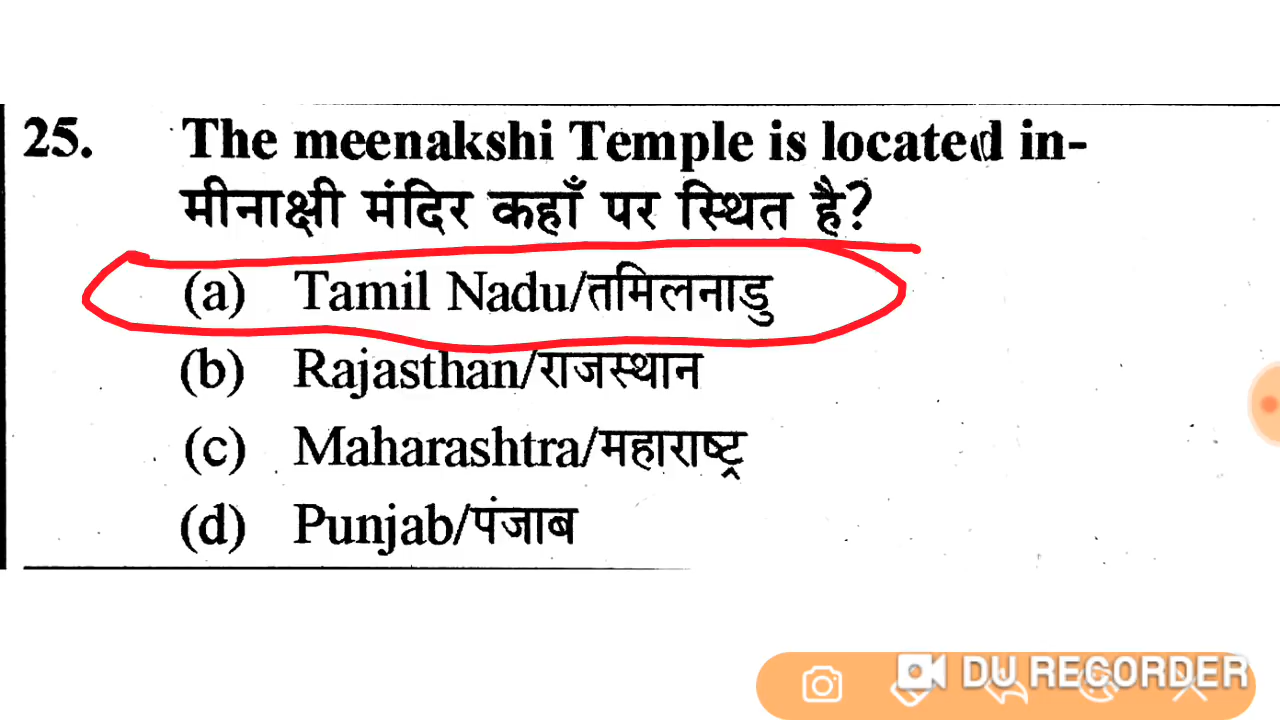 25. The meenakshi Temple is located in-
मीनाक्षी मंदिर कहाँ पर स्थित है?
(a) Tamil Nadu/तमिलनाडु
(b) Rajasthan/राजस्थान
(c) Maharashtra/महाराष्ट्र
(d) Punjab/पंजाब
DU RECORDER